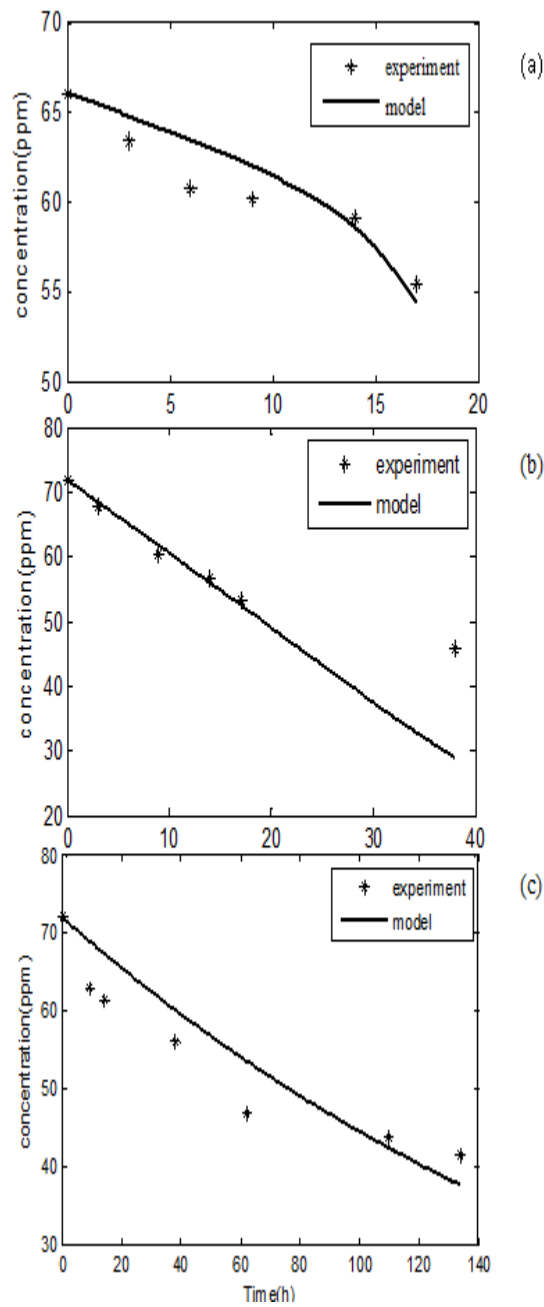 70
experiment
(a)
model
65
concentration(ppm)
60
55
50
0 5 10 15 20
80
experiment
(b)
70
model
60
concentration(ppm)
50
40
30
20
0 10 20 30 40
80
experiment
(c)
model
70
60
concentration(ppm)
50
40
30
0 20 40 60 80 100 120 140
Time(h)